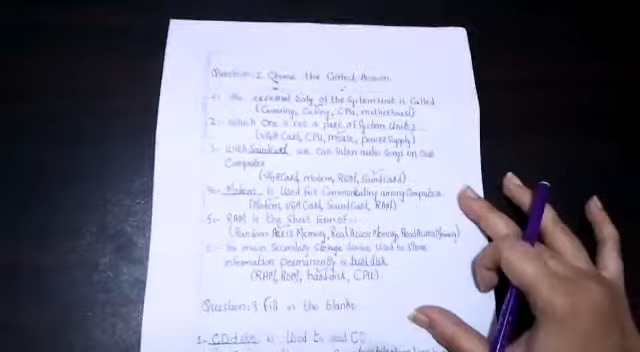 Question: 2 Choose the Correct Answer.
1- The external body of the System unit is Called
(Covering, Casing, CPU, motherboard)
2- Which one is not a part of System Unit:
(VGA Card, CPU, mouse, power Supply)
3- With Soundcard we can listen audio Songs on Our
Computer
(VGA Card, modem, ROM, Sound Card)
4- Modem is Used for Communicating among Computers
(Modem, VGA Card, Sound Card, RAM)
5- RAM is the Short form of:-
(Random Access Memory, Real Access Memory, Read Access Memory)
6- The main Secondary Storage device Used to Store
information permanently is hard disk
(RAM, ROM, hard disk, CPU)
Question: 3 Fill in the blanks
1- is Used to read CD